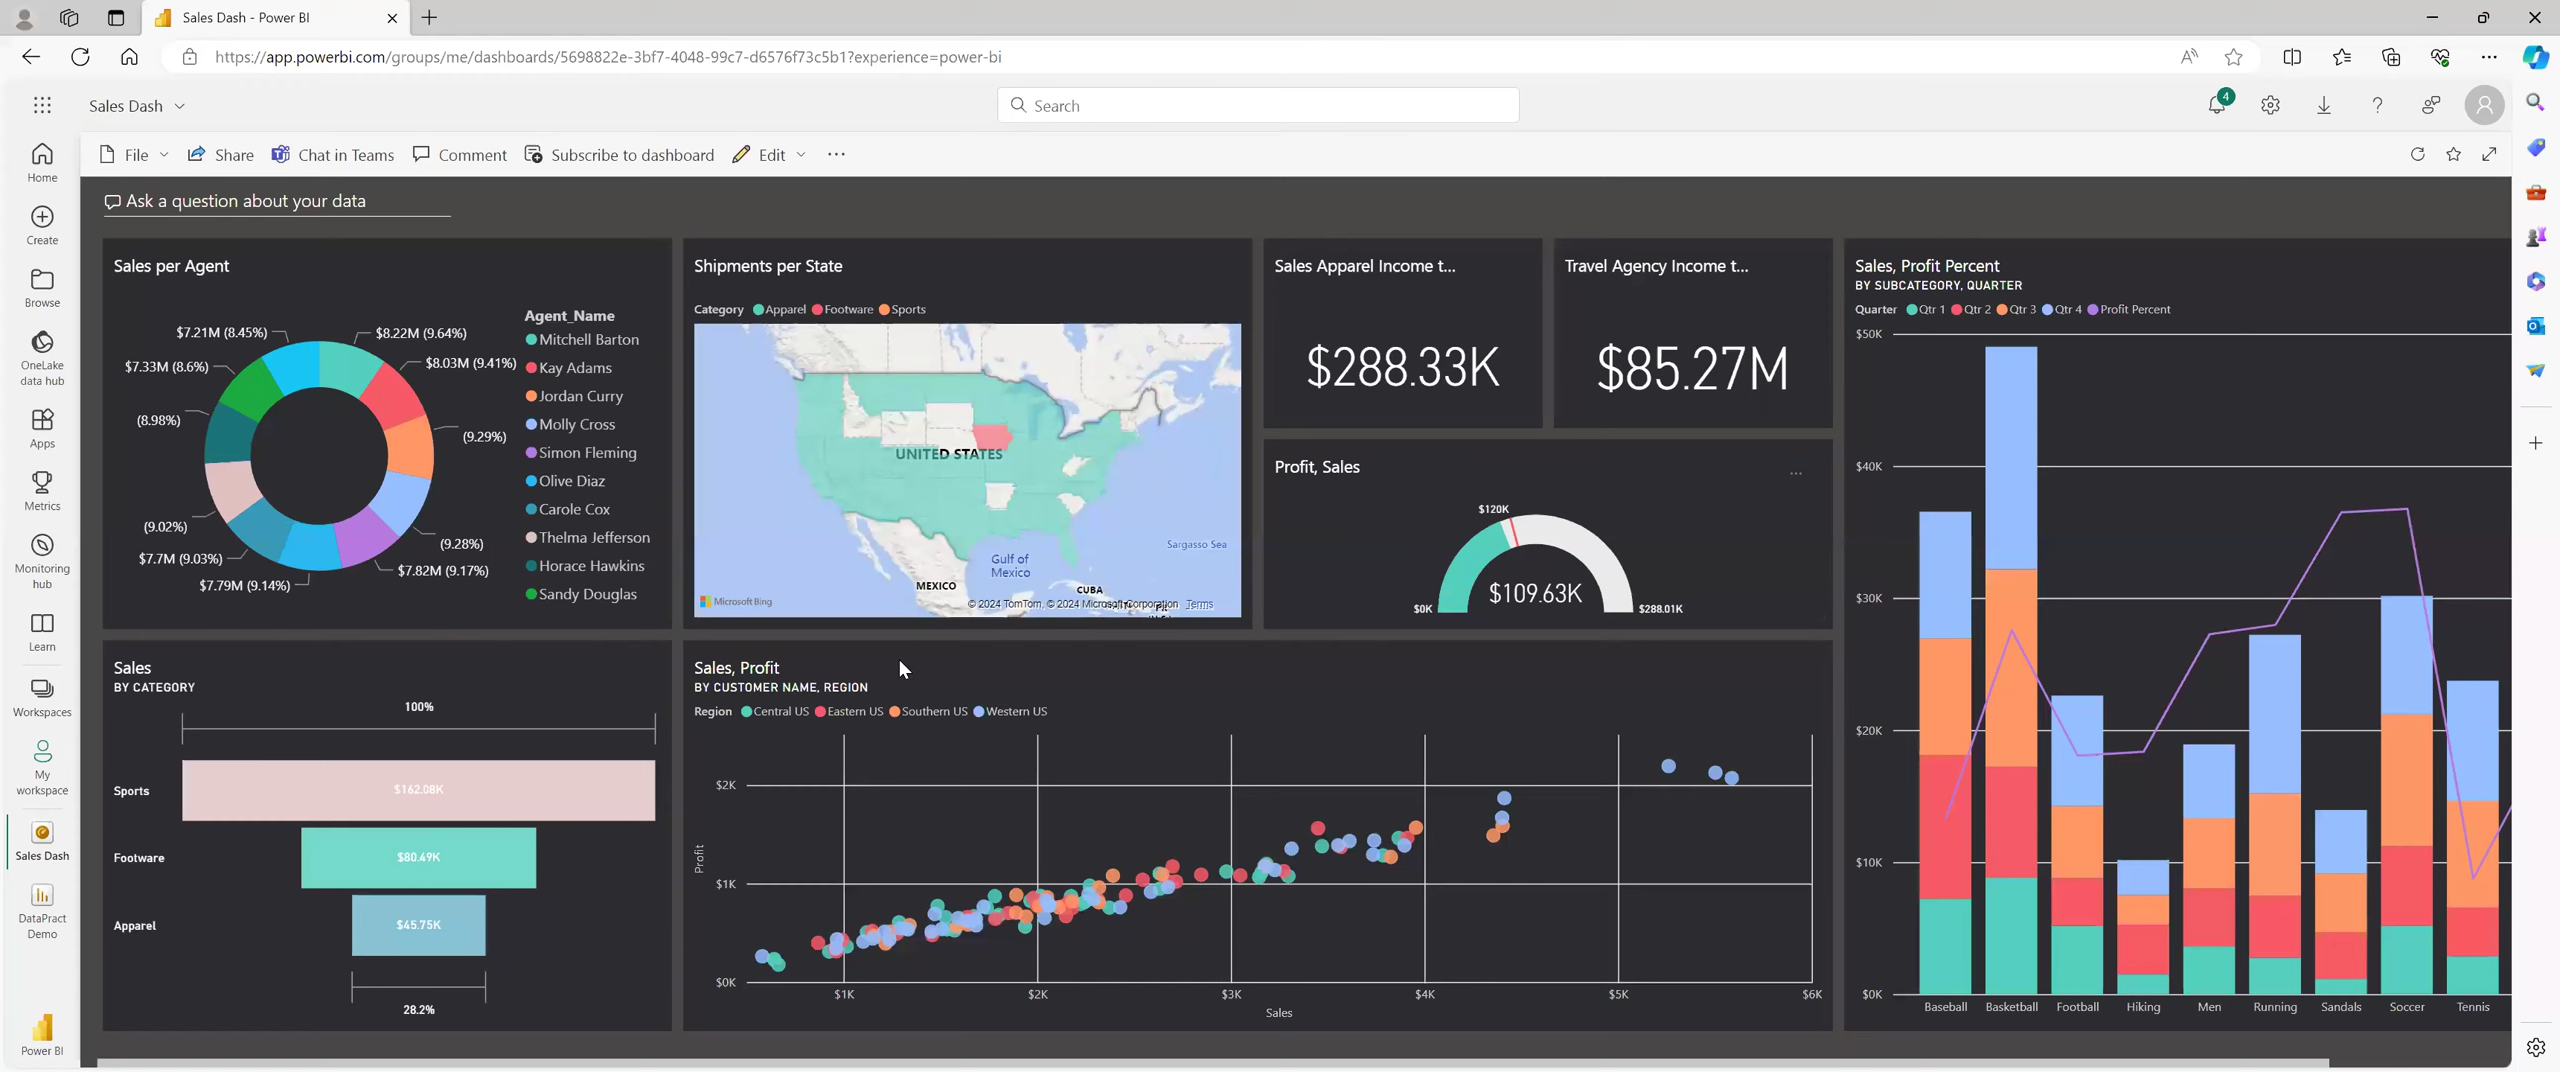 Sales Dash - Power BI
https://app.powerbi.com/groups/me/dashboards/5698822e-3bf7-4048-99c7-d6576f73c5b1?experience=power-bi
Sales Dash
Search
4
File
Share
Chat in Teams
Comment
Subscribe to dashboard
Edit
Home
Create
Browse
OneLake
data hub
Apps
Metrics
Monitoring
hub
Learn
Workspaces
My
workspace
Sales Dash
DataPract
Demo
Power BI
Ask a question about your data
Sales per Agent
$7.21M (8.45%)
$8.22M (9.64%)
$7.33M (8.6%)
$8.03M (9.41%)
(8.98%)
(9.29%)
(9.02%)
(9.28%)
$7.7M (9.03%)
$7.82M (9.17%)
$7.79M (9.14%)
Agent_Name
Mitchell Barton
Kay Adams
Jordan Curry
Molly Cross
Simon Fleming
Olive Diaz
Carole Cox
Thelma Jefferson
Horace Hawkins
Sandy Douglas
Shipments per State
Category Apparel Footware Sports
UNITED STATES
Sargasso Sea
Gulf of
Mexico
MEXICO
CUBA
Microsoft Bing
© 2024 TomTom, © 2024 Microsoft Corporation Terms
Sales Apparel Income t...
$288.33K
Travel Agency Income t...
$85.27M
Profit, Sales
$120K
$109.63K
$0K
$288.01K
Sales, Profit Percent
BY SUBCATEGORY, QUARTER
Quarter Qtr 1 Qtr 2 Qtr 3 Qtr 4 Profit Percent
$50K
$40K
$30K
$20K
$10K
$0K
Baseball Basketball Football Hiking Men Running Sandals Soccer Tennis
Sales
BY CATEGORY
100%
Sports
$162.08K
Footware
$80.49K
Apparel
$45.75K
28.2%
Sales, Profit
BY CUSTOMER NAME, REGION
Region Central US Eastern US Southern US Western US
Profit
$2K
$1K
$0K
$1K $2K $3K $4K $5K $6K
Sales